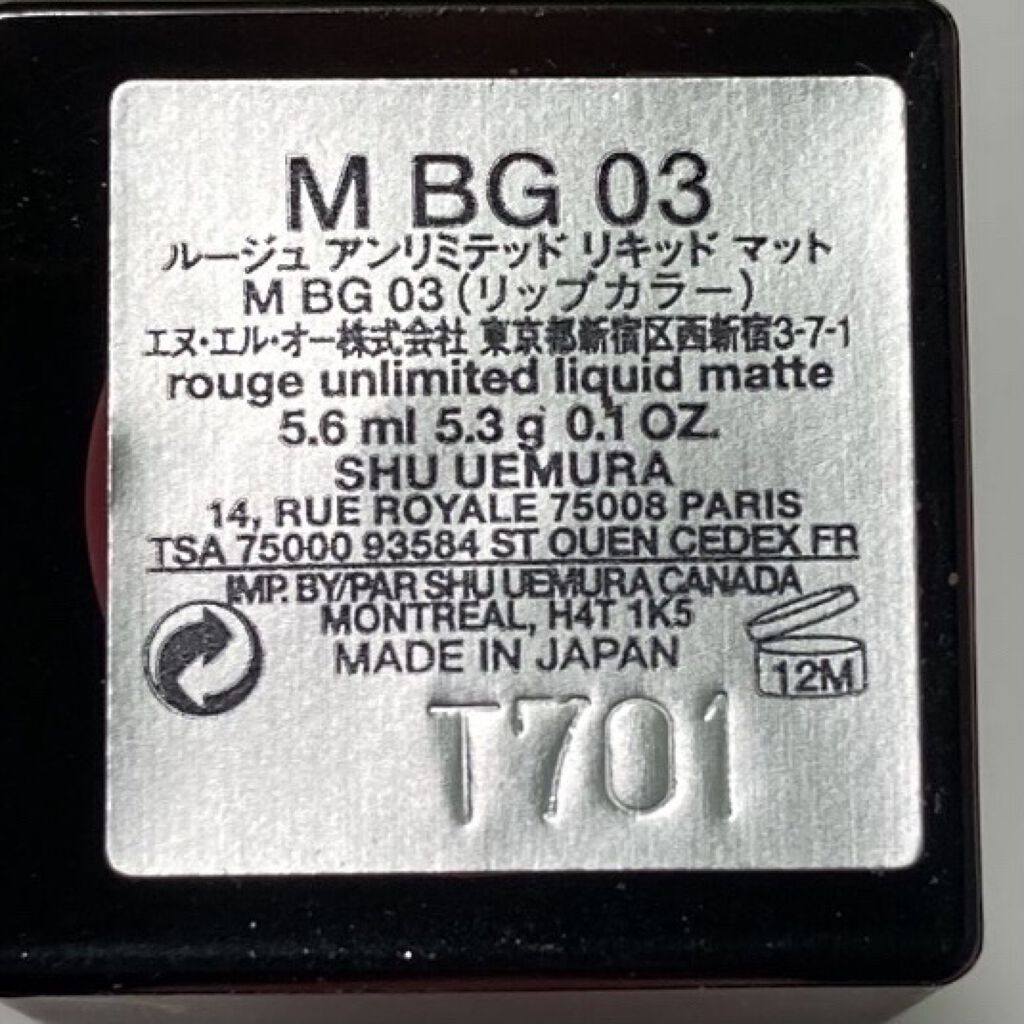 M BG 03
ルージュ アンリミテッド リキッド マット
M BG 03 (リップカラー)
エヌ・エル・オー株式会社 東京都新宿区西新宿3-7-1
rouge unlimited liquid matte
5.6 ml 5.3 g 0.1 OZ.
SHU UEMURA
14, RUE ROYALE 75008 PARIS
TSA 75000 93584 ST OUEN CEDEX FR
IMP. BY/PAR SHU UEMURA CANADA
MONTREAL, H4T 1K5
MADE IN JAPAN
12M
T701